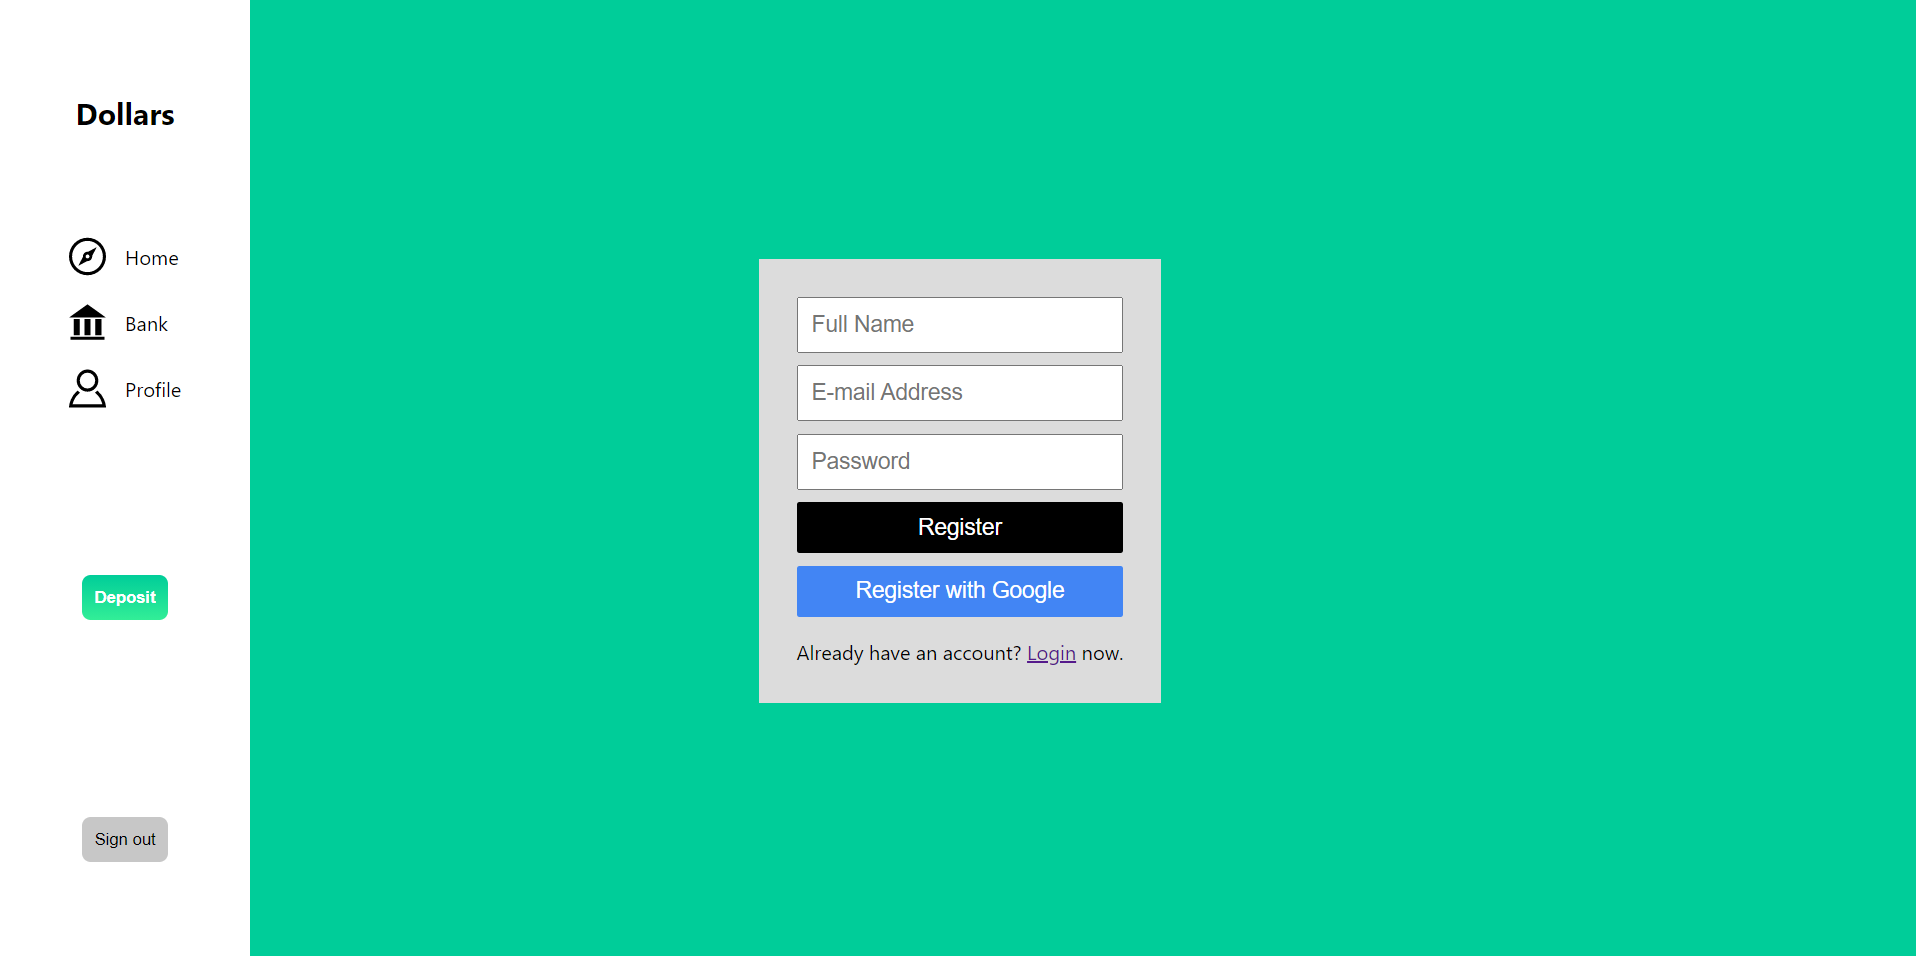 Dollars
Home
Bank
Profile
Deposit
Sign out
Full Name
E-mail Address
Password
Register
Register with Google
Already have an account? Login now.